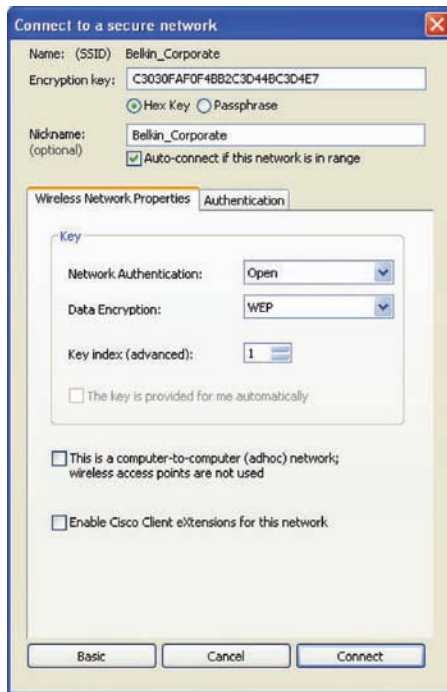 Connect to a secure network
Name: (SSID) Belkin_Corporate
Encryption key: C3030FAF0F4BB2C3D44BC3D4E7
Hex Key Passphrase
Nickname: Belkin_Corporate
(optional)
Auto-connect if this network is in range
Wireless Network Properties Authentication
Key
Network Authentication: Open
Data Encryption: WEP
Key index (advanced): 1
The key is provided for me automatically
This is a computer-to-computer (adhoc) network;
wireless access points are not used
Enable Cisco Client eXtensions for this network
Basic Cancel Connect